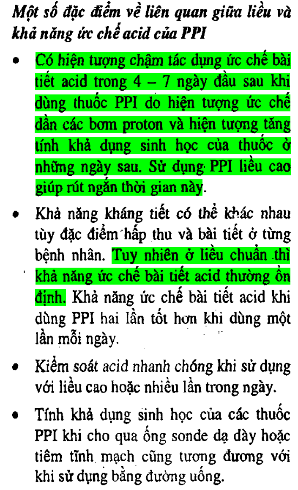 Một số đặc điểm về liên quan giữa liều và
khả năng ức chế acid của PPI
• Có hiện tượng chậm tác dụng ức chế bài
tiết acid trong 4 – 7 ngày đầu sau khi
dùng thuốc PPI do hiện tượng ức chế
dần các bơm proton và hiện tượng tăng
tính khả dụng sinh học của thuốc ở
những ngày sau. Sử dụng PPI liều cao
giúp rút ngắn thời gian này.
• Khả năng kháng tiết có thể khác nhau
tùy đặc điểm hấp thu và bài tiết ở từng
bệnh nhân. Tuy nhiên ở liều chuẩn thì
khả năng ức chế bài tiết acid thường ổn
định. Khả năng ức chế bài tiết acid khi
dùng PPI hai lần tốt hơn khi dùng một
lần mỗi ngày.
• Kiểm soát acid nhanh chóng khi sử dụng
với liều cao hoặc nhiều lần trong ngày.
• Tính khả dụng sinh học của các thuốc
PPI khi cho qua ống sonde dạ dày hoặc
tiêm tĩnh mạch cũng tương đương với
khi sử dụng bằng đường uống.